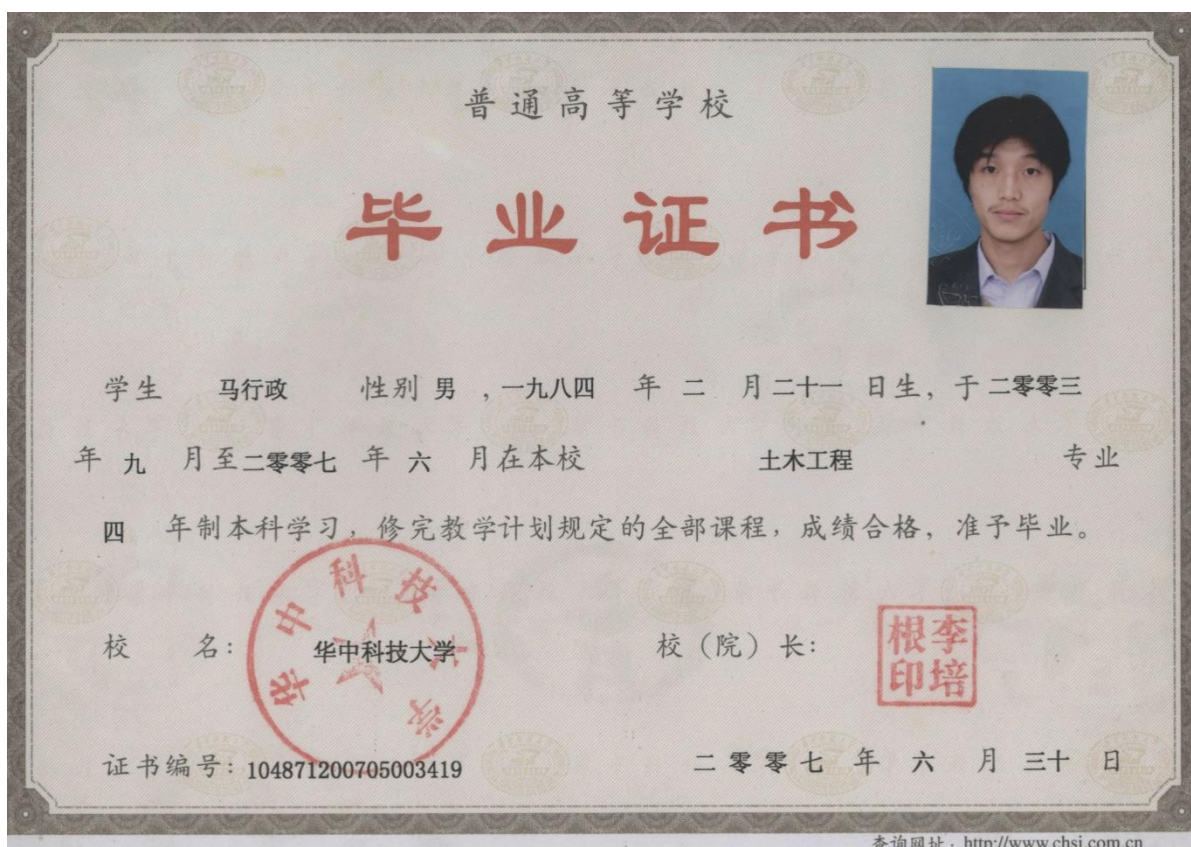 普通高等学校
毕业证书
学生 马行政 性别 男 ，一九八四 年 二 月二十一 日生，于 二零零三
年 九 月至二零零七 年 六 月在本校 土木工程 专业
四 年制本科学习，修完教学计划规定的全部课程，成绩合格，准予毕业。
华中科技大学
校 名： 华中科技大学 校（院）长：
李培根印
证书编号：104871200705003419 二零零七 年 六 月 三十 日
查询网址：http://www.chsi.com.cn